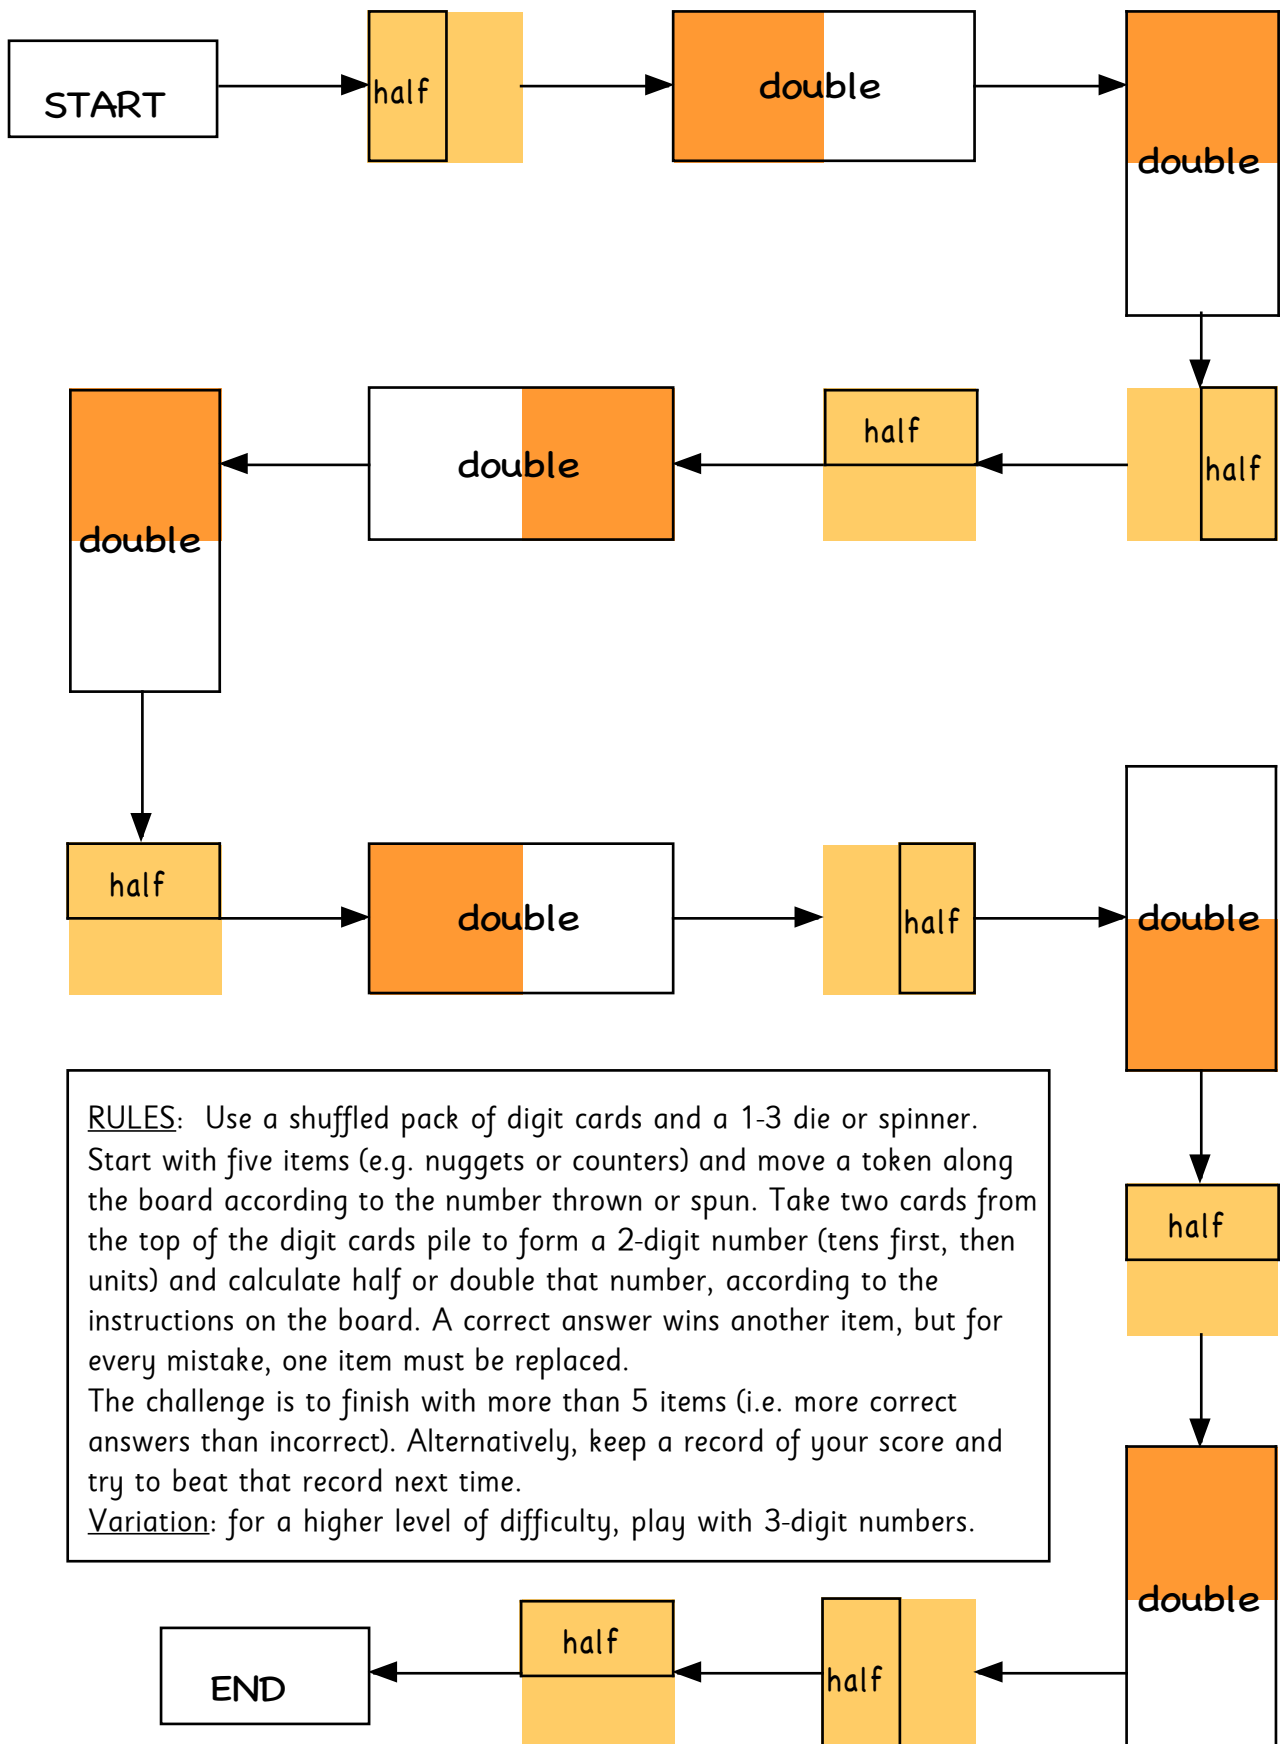 START
half
double
double
half
half
double
double
half
double
half
double
RULES:  Use a shuffled pack of digit cards and a 1-3 die or spinner.
Start with five items (e.g. nuggets or counters) and move a token along
the board according to the number thrown or spun. Take two cards from
the top of the digit cards pile to form a 2-digit number (tens first, then
units) and calculate half or double that number, according to the
instructions on the board. A correct answer wins another item, but for
every mistake, one item must be replaced.
The challenge is to finish with more than 5 items (i.e. more correct
answers than incorrect). Alternatively, keep a record of your score and
try to beat that record next time.
Variation: for a higher level of difficulty, play with 3-digit numbers.
half
double
half
half
END